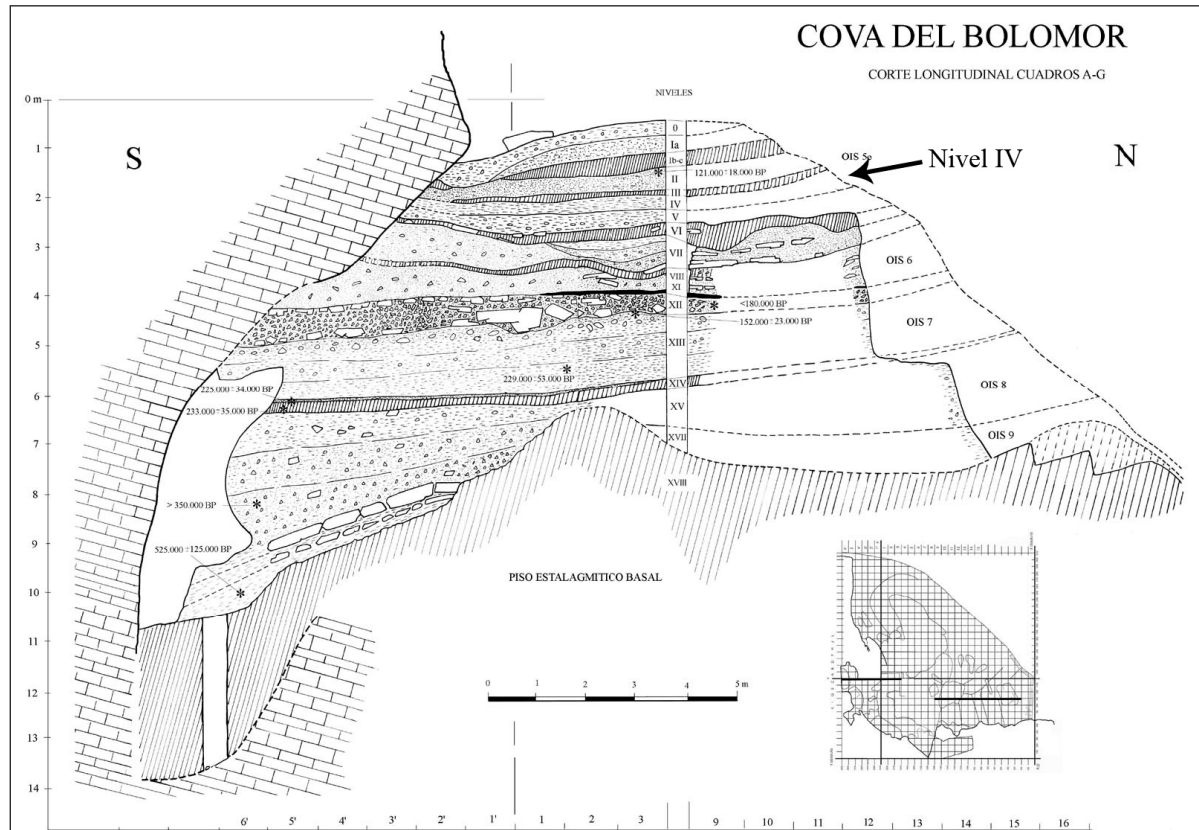 COVA DEL BOLOMOR
CORTE LONGITUDINAL CUADROS A-G
0 m
1
2
3
4
5
6
7
8
9
10
11
12
13
14
S
N
NIVELES
0
Ia
Ib-c
II
III
IV
V
VI
VII
VIII
XI
XII
XIII
XIV
XV
XVII
XVIII
OIS 5e
Nivel IV
121.000 ± 18.000 BP
OIS 6
<180.000 BP
152.000 ± 23.000 BP
OIS 7
229.000 ± 53.000 BP
225.000 ± 34.000 BP
233.000 ± 35.000 BP
OIS 8
OIS 9
> 350.000 BP
525.000 ± 125.000 BP
PISO ESTALAGMITICO BASAL
0 1 2 3 4 5 m
6' 5' 4' 3' 2' 1' 1 2 3 9 10 11 12 13 14 15 16